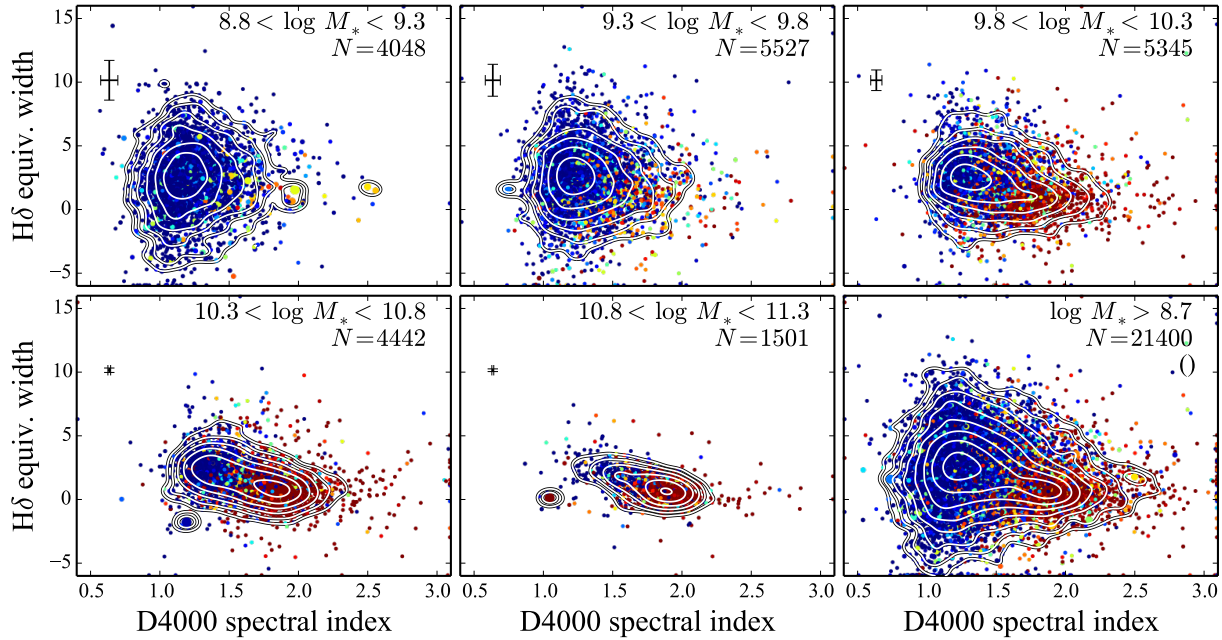 8.8 < log M* < 9.3
N=4048
9.3 < log M* < 9.8
N=5527
9.8 < log M* < 10.3
N=5345
Hδ equiv. width
15
10
5
0
−5
10.3 < log M* < 10.8
N=4442
10.8 < log M* < 11.3
N=1501
log M* > 8.7
N=21400
()
Hδ equiv. width
15
10
5
0
−5
0.5 1.0 1.5 2.0 2.5 3.0
0.5 1.0 1.5 2.0 2.5 3.0
0.5 1.0 1.5 2.0 2.5 3.0
D4000 spectral index
D4000 spectral index
D4000 spectral index